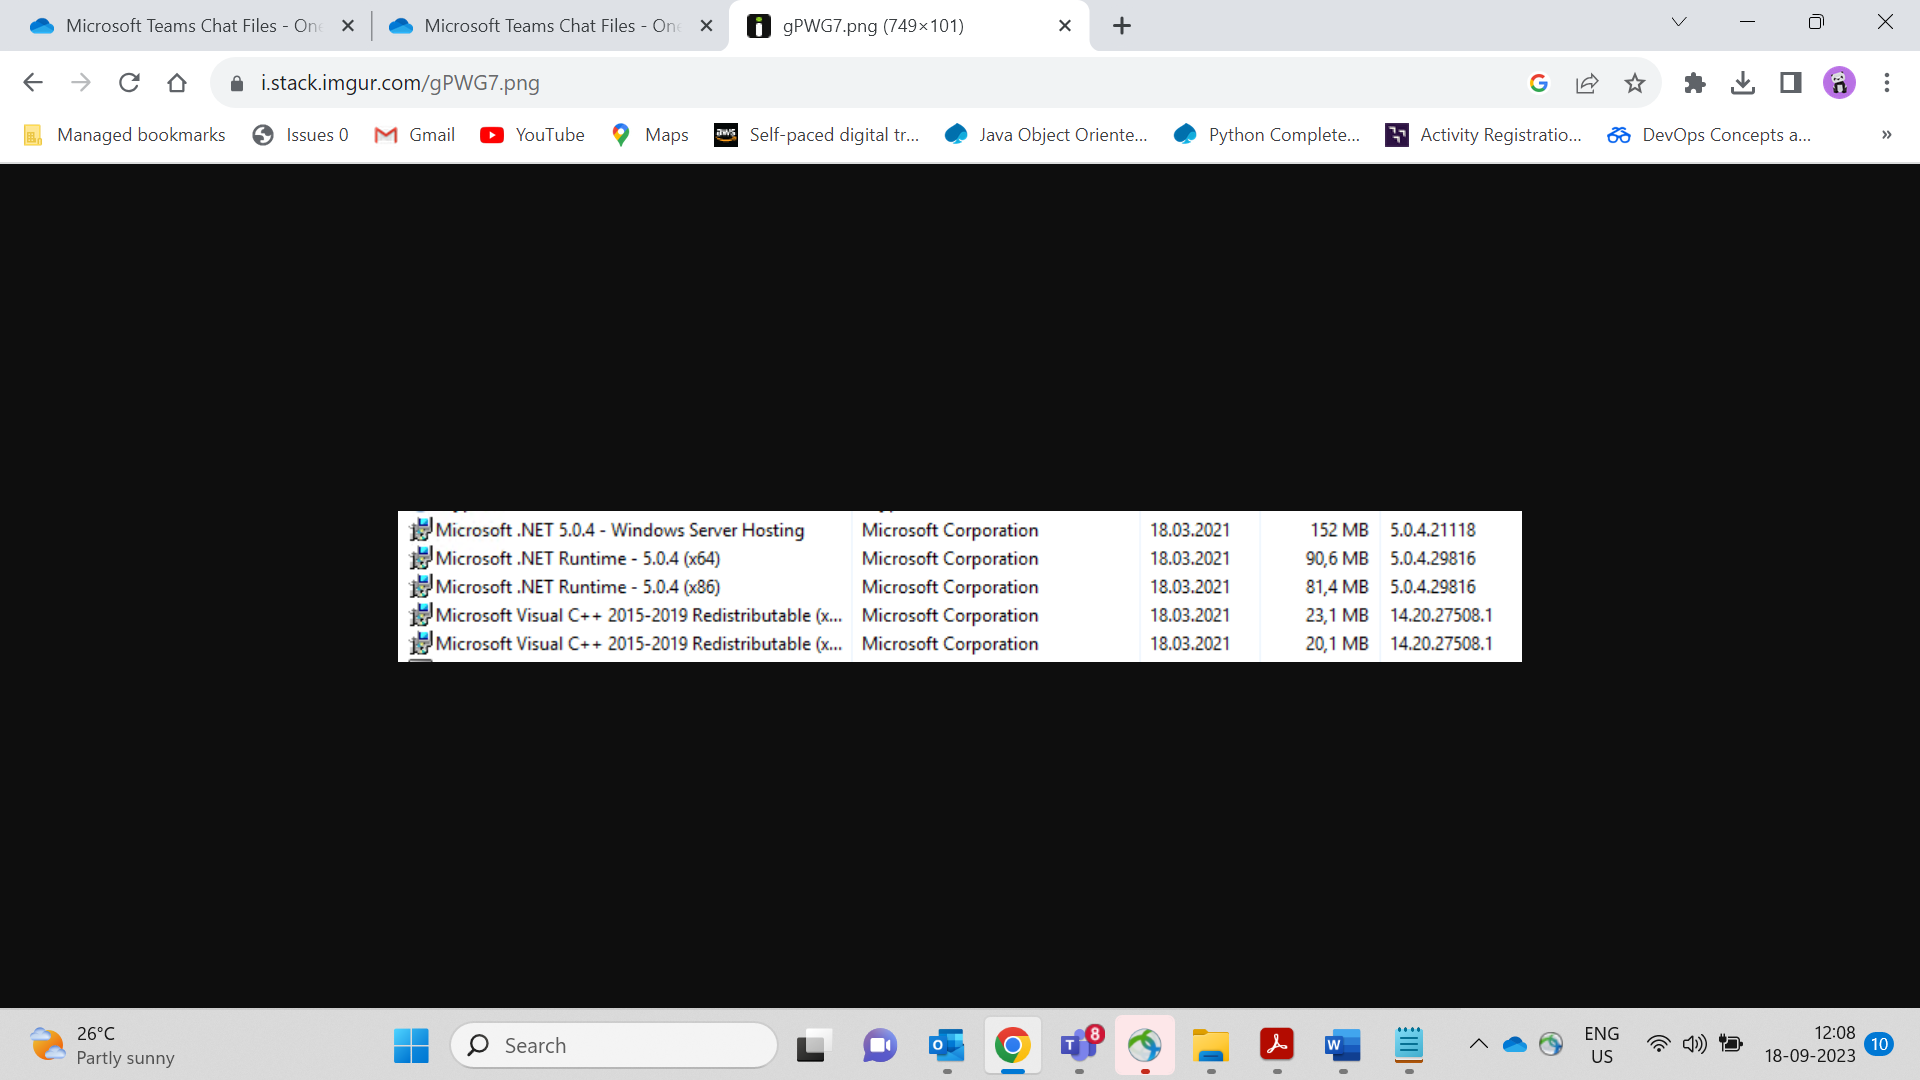 Microsoft Teams Chat Files - One
Microsoft Teams Chat Files - One
gPWG7.png (749×101)
i.stack.imgur.com/gPWG7.png
Managed bookmarks Issues 0 Gmail YouTube Maps Self-paced digital tr... Java Object Oriente... Python Complete... Activity Registratio... DevOps Concepts a... »
Microsoft .NET 5.0.4 - Windows Server Hosting Microsoft Corporation 18.03.2021 152 MB 5.0.4.21118
Microsoft .NET Runtime - 5.0.4 (x64) Microsoft Corporation 18.03.2021 90,6 MB 5.0.4.29816
Microsoft .NET Runtime - 5.0.4 (x86) Microsoft Corporation 18.03.2021 81,4 MB 5.0.4.29816
Microsoft Visual C++ 2015-2019 Redistributable (x... Microsoft Corporation 18.03.2021 23,1 MB 14.20.27508.1
Microsoft Visual C++ 2015-2019 Redistributable (x... Microsoft Corporation 18.03.2021 20,1 MB 14.20.27508.1
26°C
Partly sunny
Search
8
ENG
US
12:08
18-09-2023
10